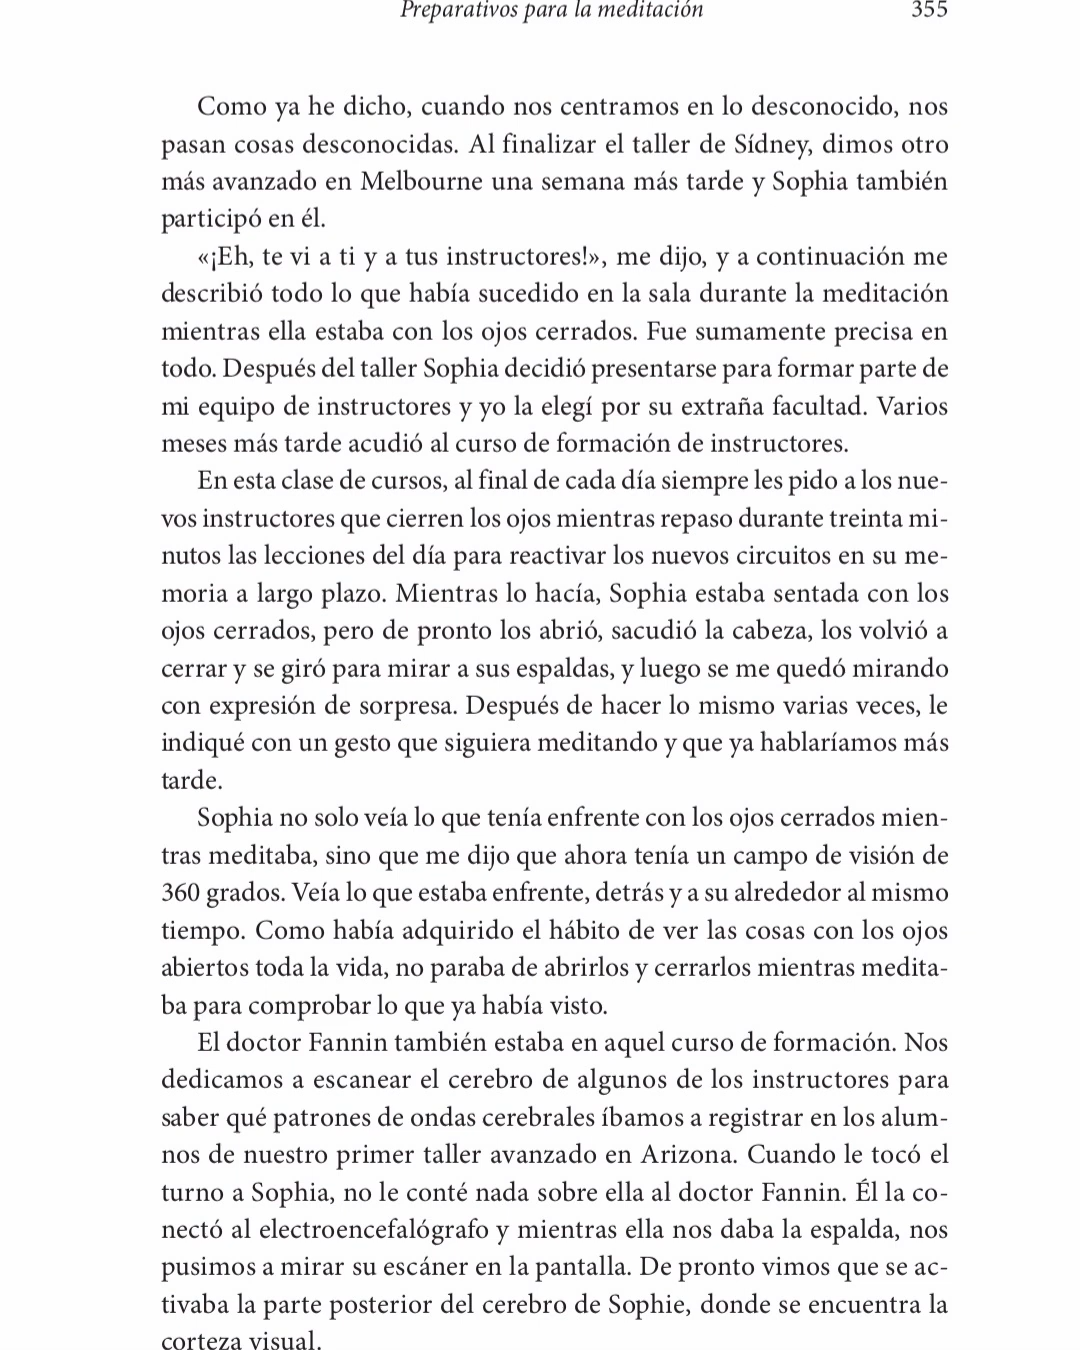 Preparativos para la meditación 355
Como ya he dicho, cuando nos centramos en lo desconocido, nos
pasan cosas desconocidas. Al finalizar el taller de Sídney, dimos otro
más avanzado en Melbourne una semana más tarde y Sophia también
participó en él.
«¡Eh, te vi a ti y a tus instructores!», me dijo, y a continuación me
describió todo lo que había sucedido en la sala durante la meditación
mientras ella estaba con los ojos cerrados. Fue sumamente precisa en
todo. Después del taller Sophia decidió presentarse para formar parte de
mi equipo de instructores y yo la elegí por su extraña facultad. Varios
meses más tarde acudió al curso de formación de instructores.
En esta clase de cursos, al final de cada día siempre les pido a los nue-
vos instructores que cierren los ojos mientras repaso durante treinta mi-
nutos las lecciones del día para reactivar los nuevos circuitos en su me-
moria a largo plazo. Mientras lo hacía, Sophia estaba sentada con los
ojos cerrados, pero de pronto los abrió, sacudió la cabeza, los volvió a
cerrar y se giró para mirar a sus espaldas, y luego se me quedó mirando
con expresión de sorpresa. Después de hacer lo mismo varias veces, le
indiqué con un gesto que siguiera meditando y que ya hablaríamos más
tarde.
Sophia no solo veía lo que tenía enfrente con los ojos cerrados mien-
tras meditaba, sino que me dijo que ahora tenía un campo de visión de
360 grados. Veía lo que estaba enfrente, detrás y a su alrededor al mismo
tiempo. Como había adquirido el hábito de ver las cosas con los ojos
abiertos toda la vida, no paraba de abrirlos y cerrarlos mientras medita-
ba para comprobar lo que ya había visto.
El doctor Fannin también estaba en aquel curso de formación. Nos
dedicamos a escanear el cerebro de algunos de los instructores para
saber qué patrones de ondas cerebrales íbamos a registrar en los alum-
nos de nuestro primer taller avanzado en Arizona. Cuando le tocó el
turno a Sophia, no le conté nada sobre ella al doctor Fannin. Él la co-
nectó al electroencefalógrafo y mientras ella nos daba la espalda, nos
pusimos a mirar su escáner en la pantalla. De pronto vimos que se ac-
tivaba la parte posterior del cerebro de Sophie, donde se encuentra la
corteza visual.